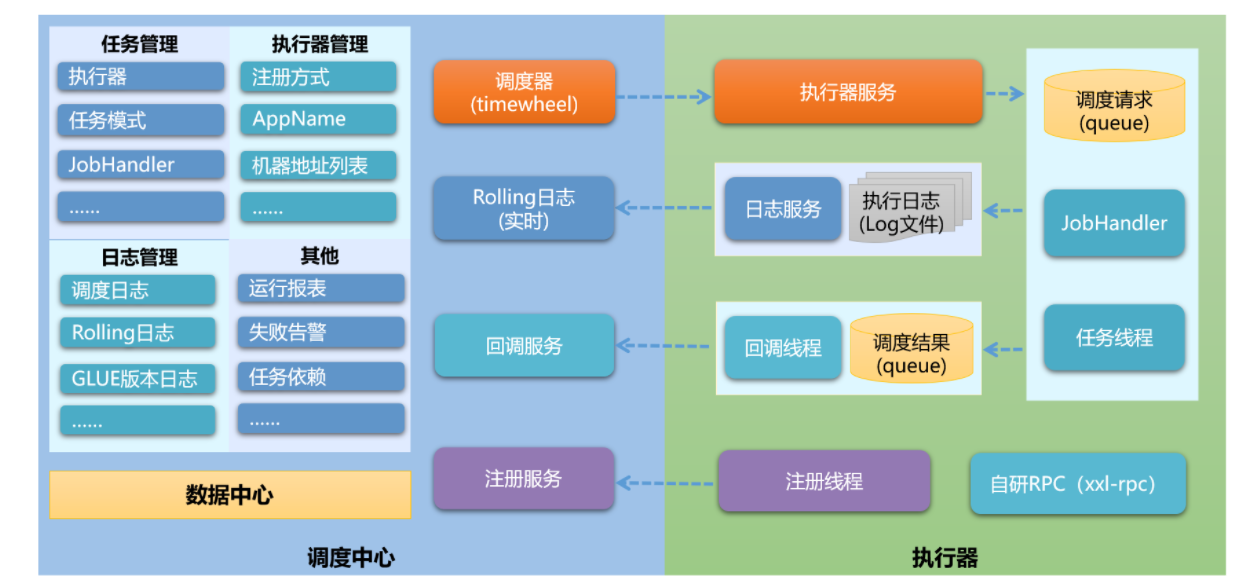 任务管理
执行器
任务模式
JobHandler
......
执行器管理
注册方式
AppName
机器地址列表
......
日志管理
调度日志
Rolling日志
GLUE版本日志
......
其他
运行报表
失败告警
任务依赖
......
数据中心
调度器
(timewheel)
Rolling日志
(实时)
回调服务
注册服务
调度中心
执行器服务
调度请求
(queue)
日志服务
执行日志
(Log文件)
JobHandler
回调线程
调度结果
(queue)
任务线程
注册线程
自研RPC（xxl-rpc）
执行器